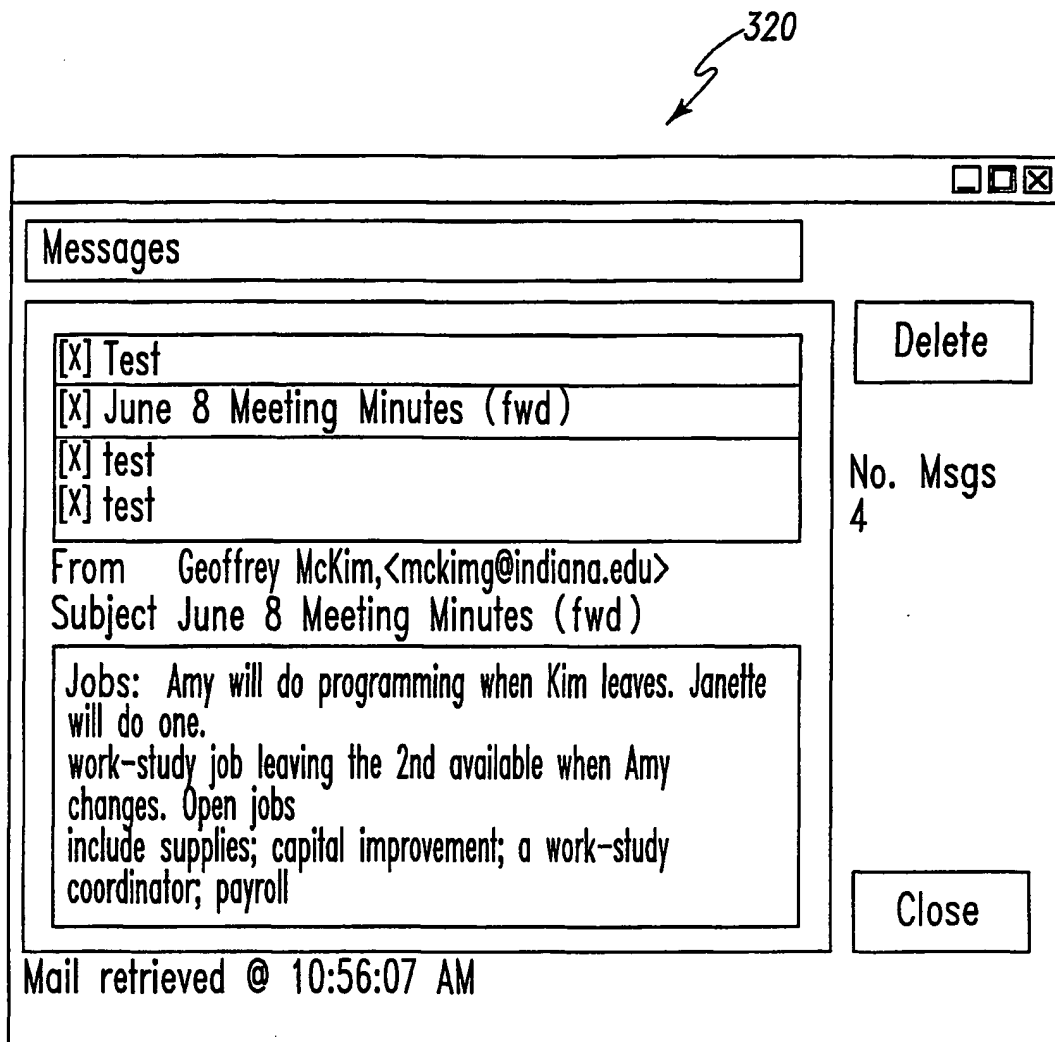 320
Messages
Delete
[X] Test
[X] June 8 Meeting Minutes (fwd)
[X] test
[X] test
No. Msgs
4
From Geoffrey McKim,<mckimg@indiana.edu>
Subject June 8 Meeting Minutes (fwd)
Jobs: Amy will do programming when Kim leaves. Janette
will do one.
work-study job leaving the 2nd available when Amy
changes. Open jobs
include supplies; capital improvement; a work-study
coordinator; payroll
Close
Mail retrieved @ 10:56:07 AM